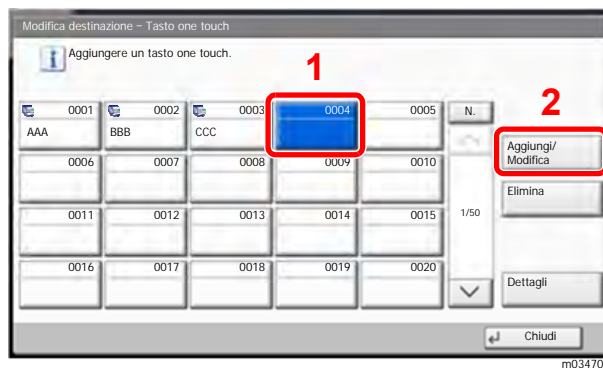 Modifica destinazione – Tasto one touch
Aggiungere un tasto one touch.
1
2
0001 0002 0003 0004 0005 N.
AAA BBB CCC
Aggiungi/
Modifica
0006 0007 0008 0009 0010
Elimina
0011 0012 0013 0014 0015 1/50
0016 0017 0018 0019 0020
Dettagli
Chiudi
m03470